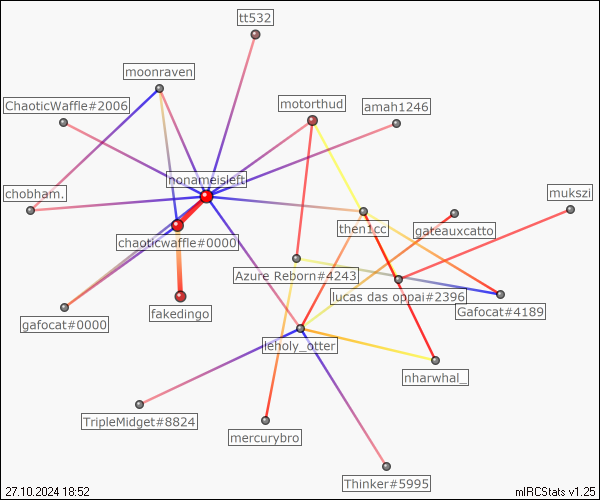 tt532
moonraven
ChaoticWaffle#2006
motorthud
amah1246
nonameisleft
chobham.
mukszi
then1cc
gateauxcatto
chaoticwaffle#0000
Azure Reborn#4243
lucas das oppai#2396
fakedingo
Gafocat#4189
gafocat#0000
leholy_otter
nharwhal_
TripleMidget#8824
mercurybro
Thinker#5995
27.10.2024 18:52
mIRCStats v1.25